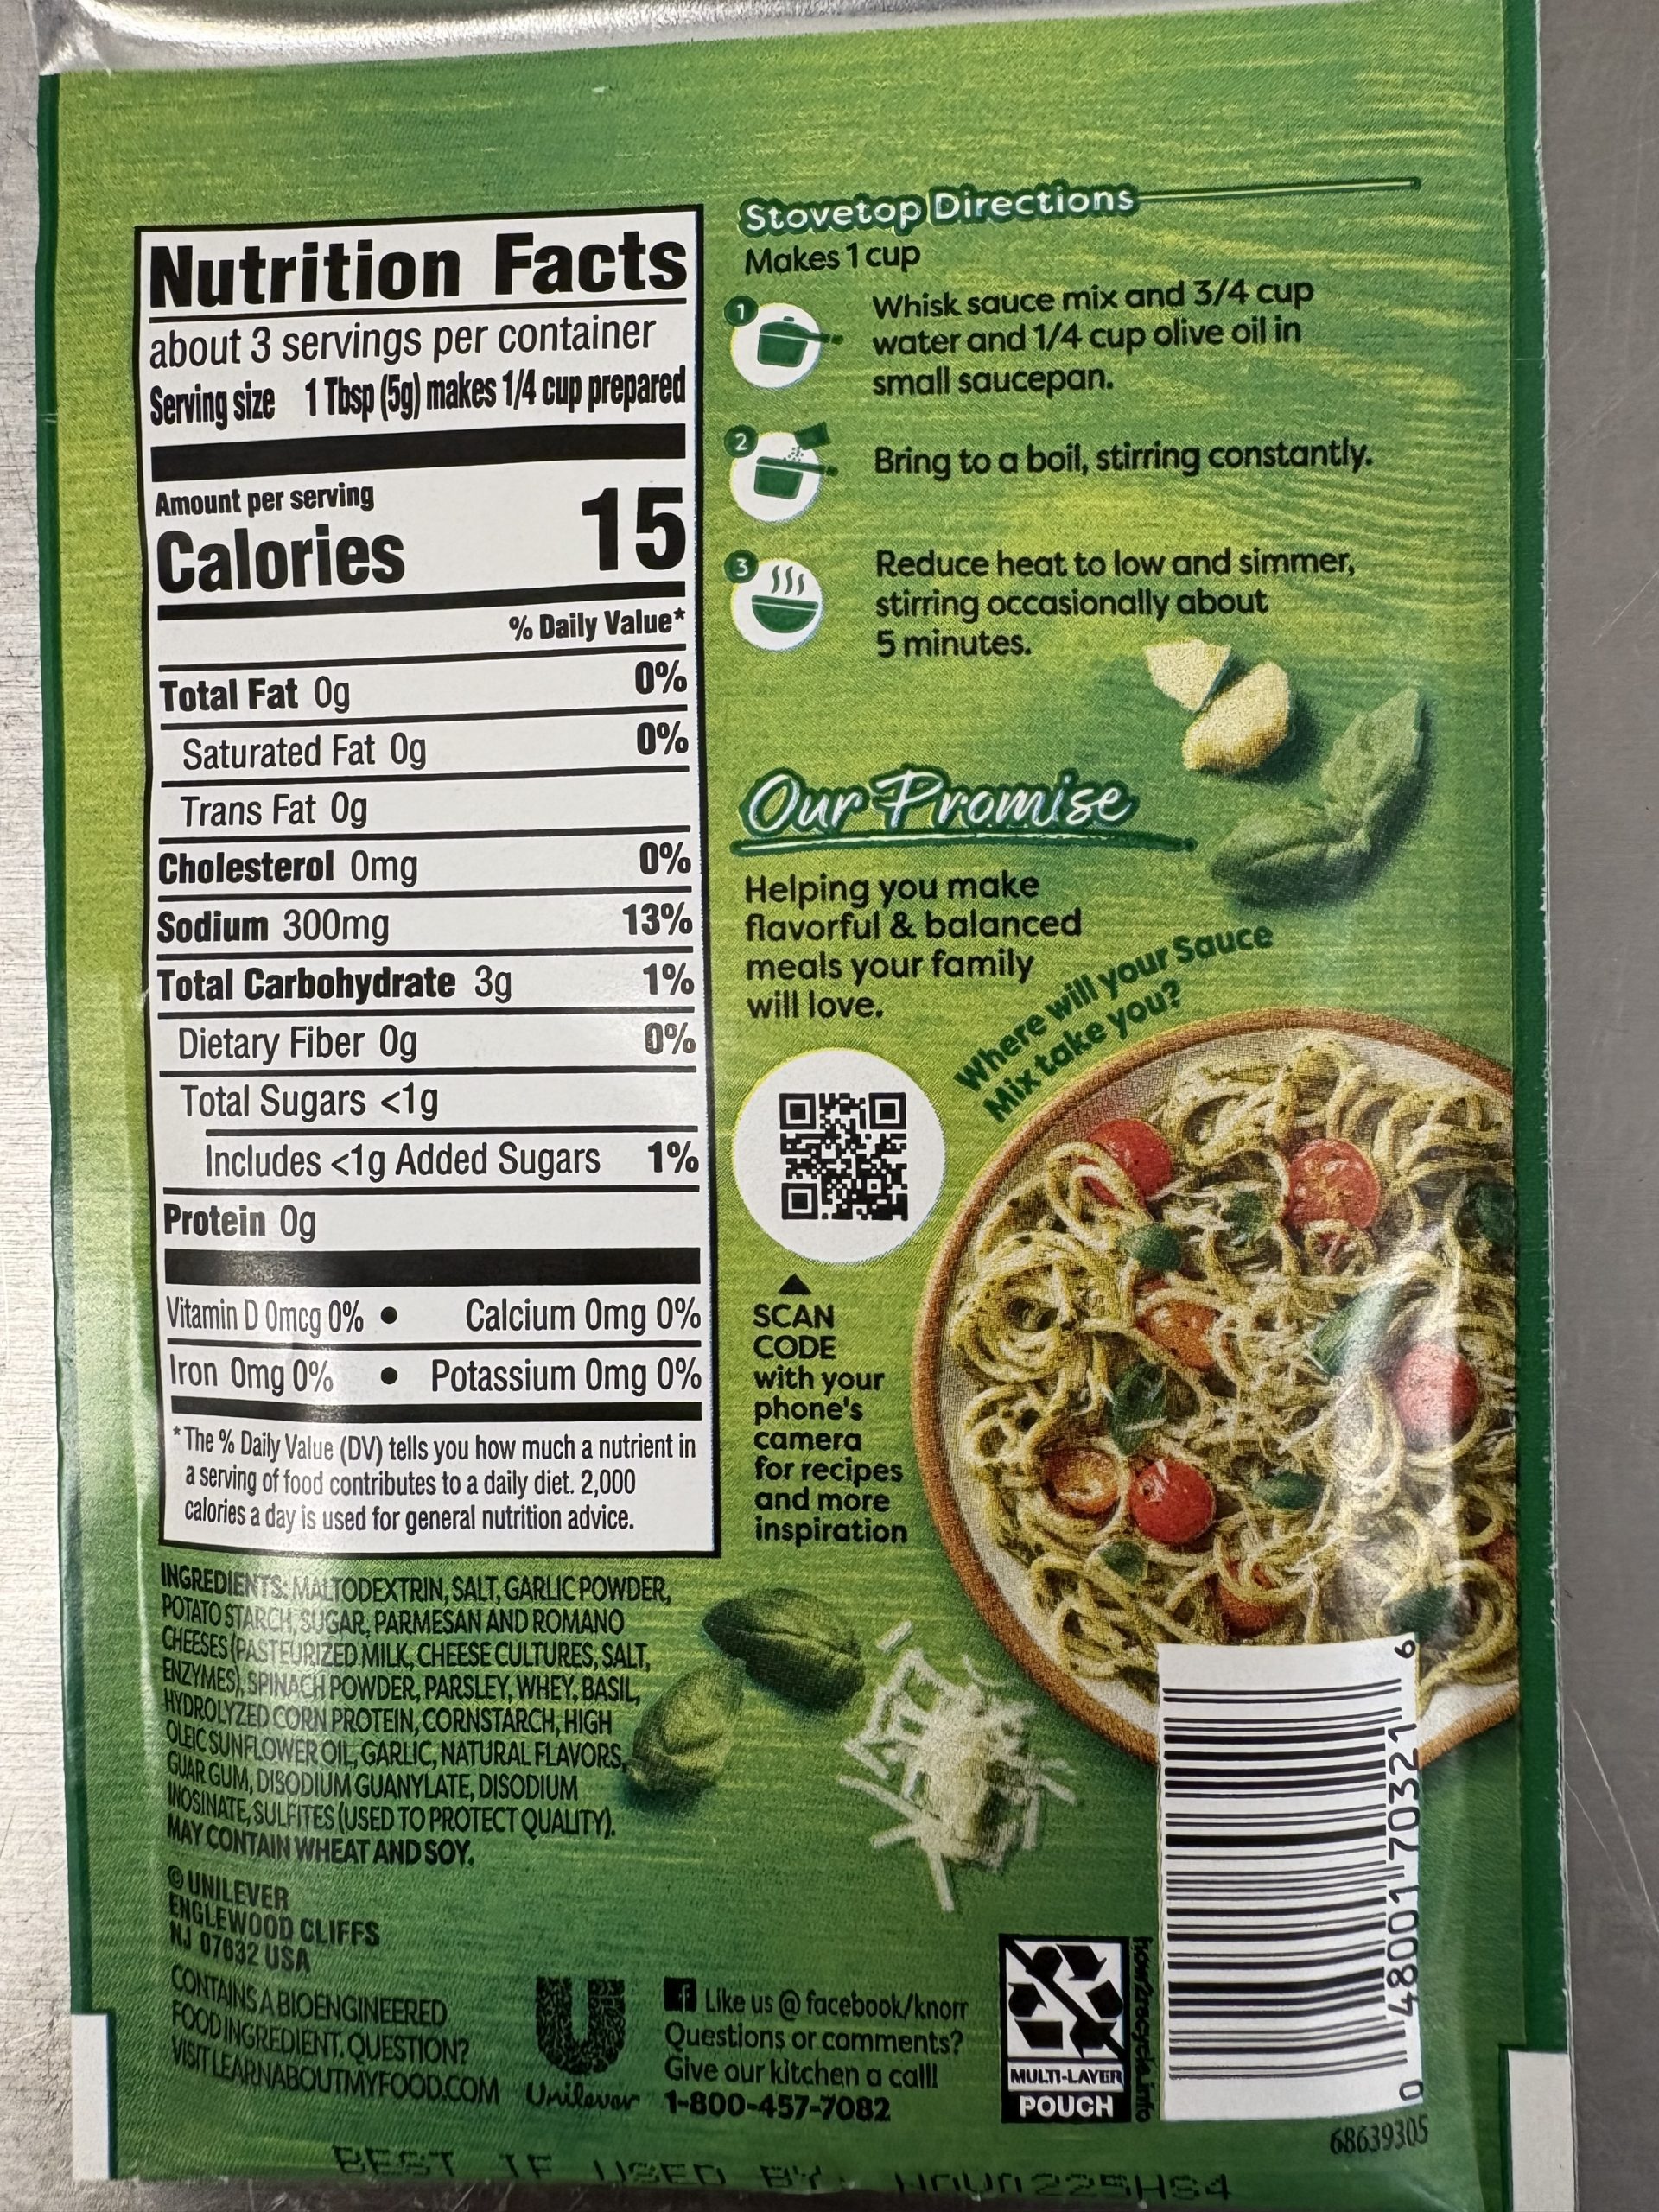 Nutrition Facts
about 3 servings per container
Serving size 1 Tbsp (5g) makes 1/4 cup prepared
Amount per serving
Calories 15
% Daily Value*
Total Fat 0g 0%
Saturated Fat 0g 0%
Trans Fat 0g
Cholesterol 0mg 0%
Sodium 300mg 13%
Total Carbohydrate 3g 1%
Dietary Fiber 0g 0%
Total Sugars <1g
Includes <1g Added Sugars 1%
Protein 0g
Vitamin D 0mcg 0% • Calcium 0mg 0%
Iron 0mg 0% • Potassium 0mg 0%
*The % Daily Value (DV) tells you how much a nutrient in
a serving of food contributes to a daily diet. 2,000
calories a day is used for general nutrition advice.
INGREDIENTS: MALTODEXTRIN, SALT, GARLIC POWDER,
POTATO STARCH, SUGAR, PARMESAN AND ROMANO
CHEESES (PASTEURIZED MILK, CHEESE CULTURES, SALT,
ENZYMES), SPINACH POWDER, PARSLEY, WHEY, BASIL,
HYDROLYZED CORN PROTEIN, CORNSTARCH, HIGH
OLEIC SUNFLOWER OIL, GARLIC, NATURAL FLAVORS,
GUAR GUM, DISODIUM GUANYLATE, DISODIUM
INOSINATE, SULFITES (USED TO PROTECT QUALITY).
MAY CONTAIN WHEAT AND SOY.
© UNILEVER
ENGLEWOOD CLIFFS
NJ 07632 USA
CONTAINS A BIOENGINEERED
FOOD INGREDIENT. QUESTION?
VISIT LEARNABOUTMYFOOD.COM
Stovetop Directions
Makes 1 cup
1
Whisk sauce mix and 3/4 cup
water and 1/4 cup olive oil in
small saucepan.
2
Bring to a boil, stirring constantly.
3
Reduce heat to low and simmer,
stirring occasionally about
5 minutes.
Our Promise
Helping you make
flavorful & balanced
meals your family
will love.
Where will your Sauce
Mix take you?
SCAN
CODE
with your
phone's
camera
for recipes
and more
inspiration
Unilever
Like us @ facebook/knorr
Questions or comments?
Give our kitchen a call!
1-800-457-7082
MULTI-LAYER
POUCH
how2recycle.info
0 48001 70321 6
68639305
BEST IF USED BY